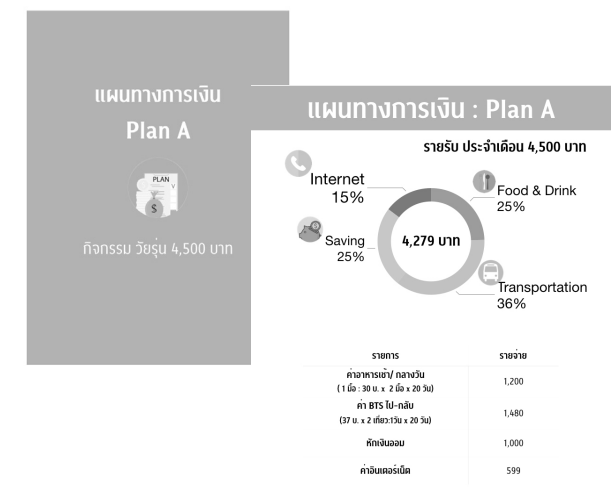 แผนทางการเงิน
Plan A
PLAN
กิจกรรม วัยรุ่น 4,500 บาท
แผนทางการเงิน : Plan A
รายรับ ประจำเดือน 4,500 บาท
Internet
15%
Food & Drink
25%
Saving
25%
4,279 บาท
Transportation
36%
รายการ รายจ่าย
ค่าอาหารเช้า/ กลางวัน
( 1 มื้อ : 30 บ. x 2 มื้อ x 20 วัน)
1,200
ค่า BTS ไป-กลับ
(37 บ. x 2 เที่ยว:1วัน x 20 วัน)
1,480
หักเงินออม 1,000
ค่าอินเตอร์เน็ต 599